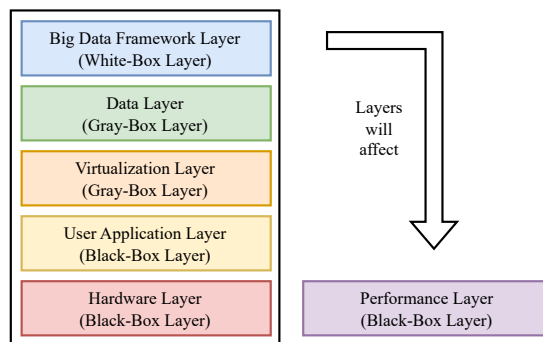 Big Data Framework Layer
(White-Box Layer)
Data Layer
(Gray-Box Layer)
Virtualization Layer
(Gray-Box Layer)
User Application Layer
(Black-Box Layer)
Hardware Layer
(Black-Box Layer)
Layers
will
affect
Performance Layer
(Black-Box Layer)